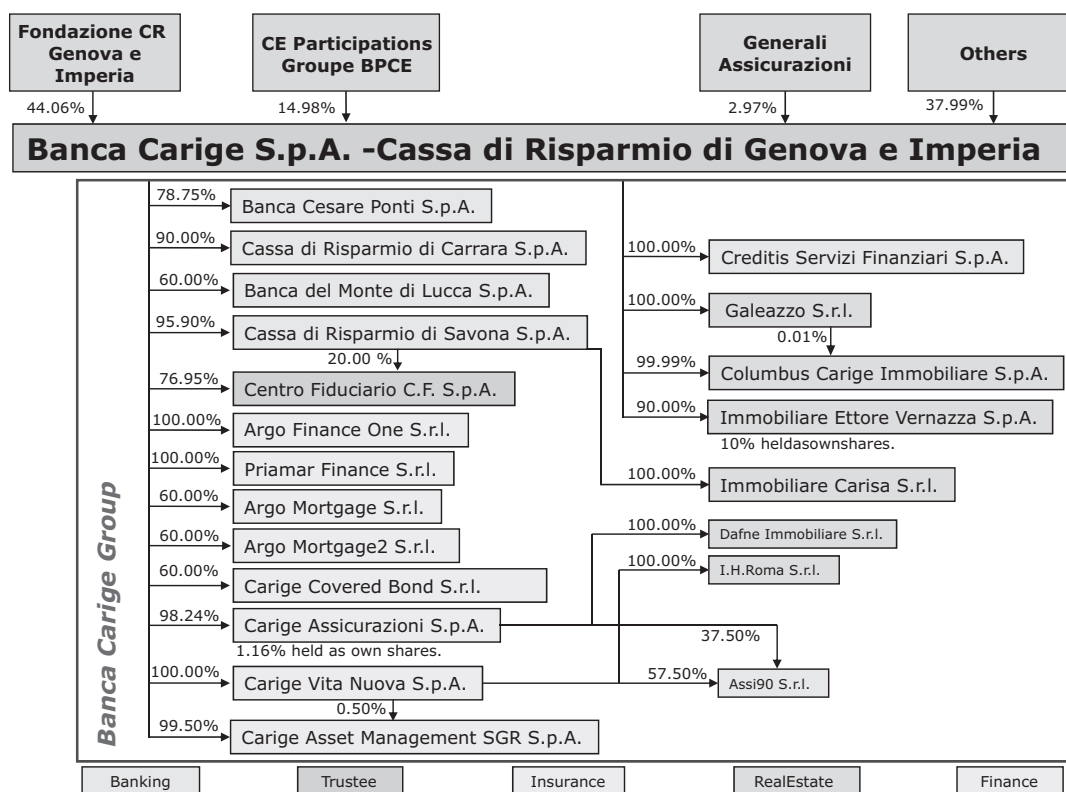 Fondazione CR
Genova e
Imperia
CE Participations
Groupe BPCE
Generali
Assicurazioni
Others
44.06%
14.98%
2.97%
37.99%
Banca Carige S.p.A. -Cassa di Risparmio di Genova e Imperia
Banca Carige Group
78.75%
Banca Cesare Ponti S.p.A.
90.00%
Cassa di Risparmio di Carrara S.p.A.
60.00%
Banca del Monte di Lucca S.p.A.
95.90%
Cassa di Risparmio di Savona S.p.A.
20.00 %
76.95%
Centro Fiduciario C.F. S.p.A.
100.00%
Argo Finance One S.r.l.
100.00%
Priamar Finance S.r.l.
60.00%
Argo Mortgage S.r.l.
60.00%
Argo Mortgage2 S.r.l.
60.00%
Carige Covered Bond S.r.l.
98.24%
Carige Assicurazioni S.p.A.
1.16% held as own shares.
100.00%
Carige Vita Nuova S.p.A.
0.50%
99.50%
Carige Asset Management SGR S.p.A.
100.00%
Creditis Servizi Finanziari S.p.A.
100.00%
Galeazzo S.r.l.
0.01%
99.99%
Columbus Carige Immobiliare S.p.A.
90.00%
Immobiliare Ettore Vernazza S.p.A.
10% heldasownshares.
100.00%
Immobiliare Carisa S.r.l.
100.00%
Dafne Immobiliare S.r.l.
100.00%
I.H.Roma S.r.l.
37.50%
57.50%
Assi90 S.r.l.
Banking
Trustee
Insurance
RealEstate
Finance